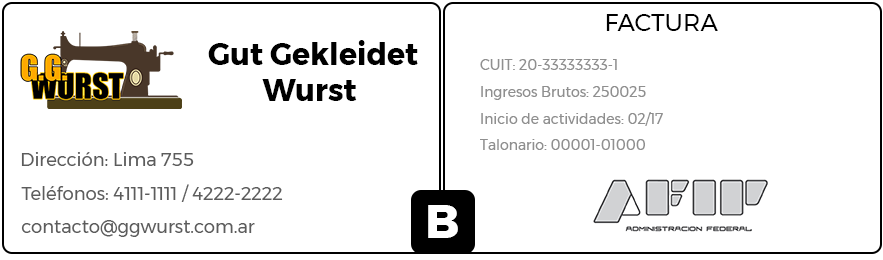 G.G.
WURST
Gut Gekleidet
Wurst
Dirección: Lima 755
Teléfonos: 4111-1111 / 4222-2222
contacto@ggwurst.com.ar
B
FACTURA
CUIT: 20-33333333-1
Ingresos Brutos: 250025
Inicio de actividades: 02/17
Talonario: 00001-01000
AFIP
ADMINISTRACION FEDERAL